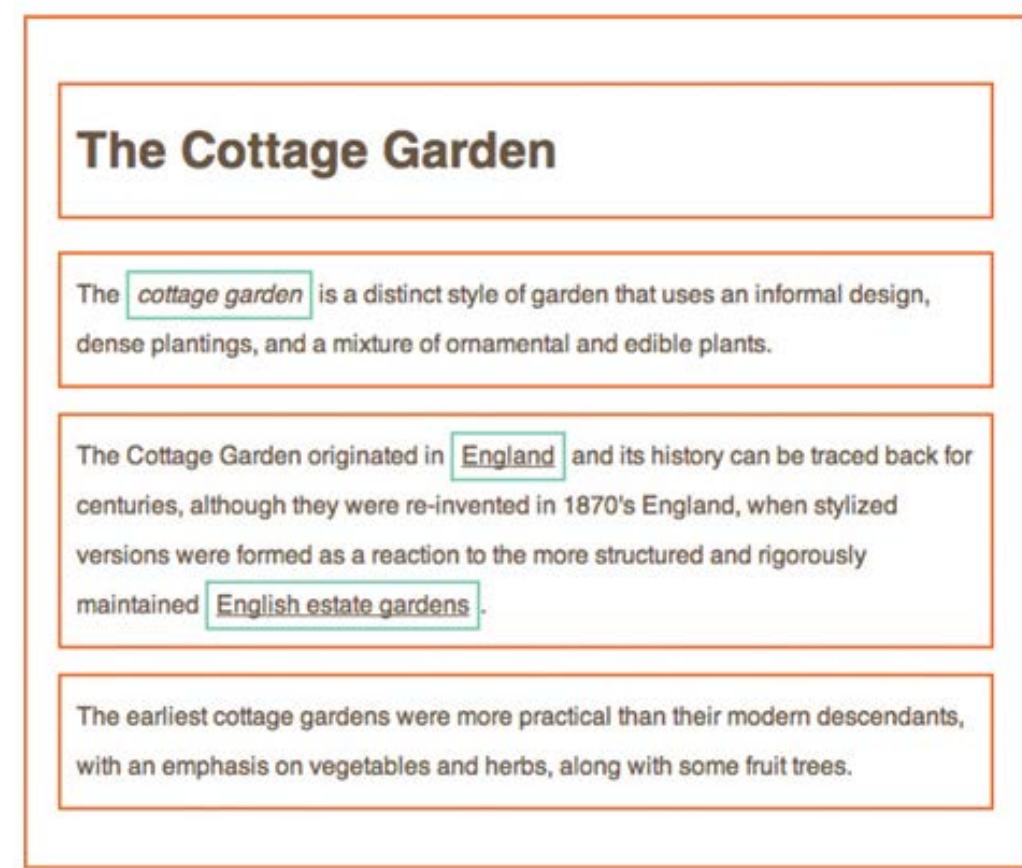 The Cottage Garden
The cottage garden is a distinct style of garden that uses an informal design,
dense plantings, and a mixture of ornamental and edible plants.
The Cottage Garden originated in England and its history can be traced back for
centuries, although they were re-invented in 1870's England, when stylized
versions were formed as a reaction to the more structured and rigorously
maintained English estate gardens.
The earliest cottage gardens were more practical than their modern descendants,
with an emphasis on vegetables and herbs, along with some fruit trees.